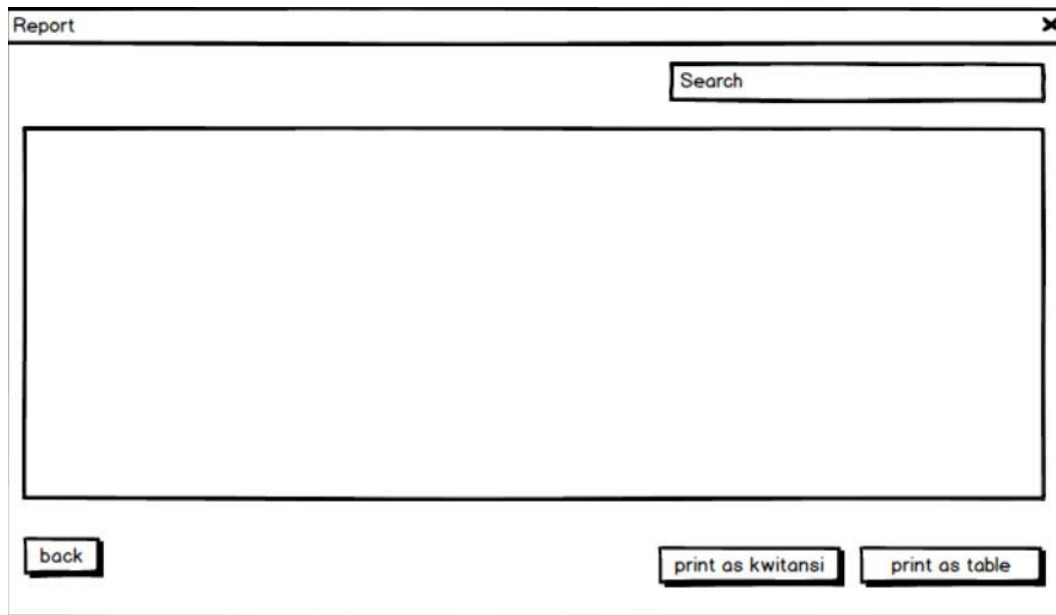 Report
Search
back
print as kwitansi
print as table